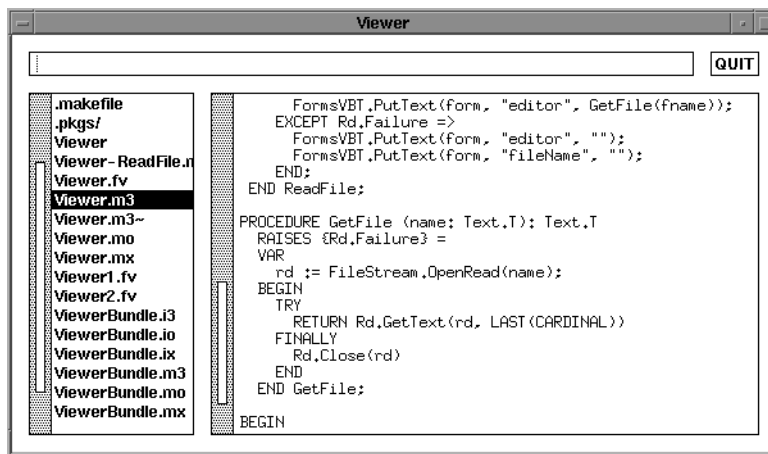 Viewer
QUIT
.makefile
.pkgs/
Viewer
Viewer-ReadFile.m
Viewer.fv
Viewer.m3
Viewer.m3~
Viewer.mo
Viewer.mx
Viewer1.fv
Viewer2.fv
ViewerBundle.i3
ViewerBundle.io
ViewerBundle.ix
ViewerBundle.m3
ViewerBundle.mo
ViewerBundle.mx
FormsVBT.PutText(form, "editor", GetFile(fname));
EXCEPT Rd.Failure =>
FormsVBT.PutText(form, "editor", "");
FormsVBT.PutText(form, "fileName", "");
END;
END ReadFile;
PROCEDURE GetFile (name: Text.T): Text.T
RAISES {Rd.Failure} =
VAR
rd := FileStream.OpenRead(name);
BEGIN
TRY
RETURN Rd.GetText(rd, LAST(CARDINAL))
FINALLY
Rd.Close(rd)
END
END GetFile;
BEGIN